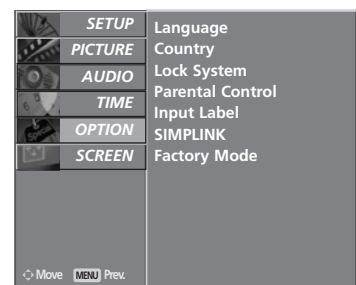 SETUP
PICTURE
AUDIO
TIME
OPTION
SCREEN
Language
Country
Lock System
Parental Control
Input Label
SIMPLINK
Factory Mode
Move MENU Prev.